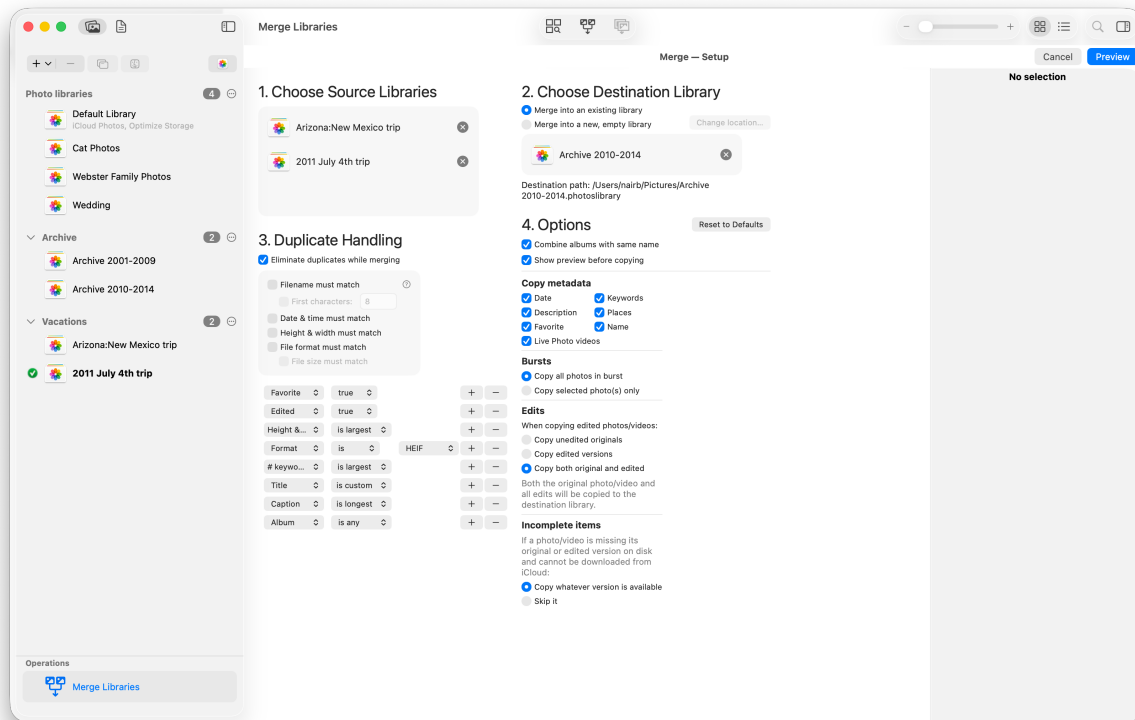 Merge Libraries
Merge — Setup
Cancel
Preview
Photo libraries
4
Default Library
iCloud Photos, Optimize Storage
Cat Photos
Webster Family Photos
Wedding
Archive
2
Archive 2001-2009
Archive 2010-2014
Vacations
2
Arizona:New Mexico trip
2011 July 4th trip
Operations
Merge Libraries
1. Choose Source Libraries
Arizona:New Mexico trip
2011 July 4th trip
3. Duplicate Handling
Eliminate duplicates while merging
Filename must match
?
First characters: 8
Date & time must match
Height & width must match
File format must match
File size must match
Favorite true + −
Edited true + −
Height &... is largest + −
Format is HEIF + −
# keywo... is largest + −
Title is custom + −
Caption is longest + −
Album is any + −
2. Choose Destination Library
Merge into an existing library
Merge into a new, empty library
Change location...
Archive 2010-2014
Destination path: /Users/nairb/Pictures/Archive
2010-2014.photoslibrary
4. Options
Reset to Defaults
Combine albums with same name
Show preview before copying
Copy metadata
Date Keywords
Description Places
Favorite Name
Live Photo videos
Bursts
Copy all photos in burst
Copy selected photo(s) only
Edits
When copying edited photos/videos:
Copy unedited originals
Copy edited versions
Copy both original and edited
Both the original photo/video and
all edits will be copied to the
destination library.
Incomplete items
If a photo/video is missing its
original or edited version on disk
and cannot be downloaded from
iCloud:
Copy whatever version is available
Skip it
No selection